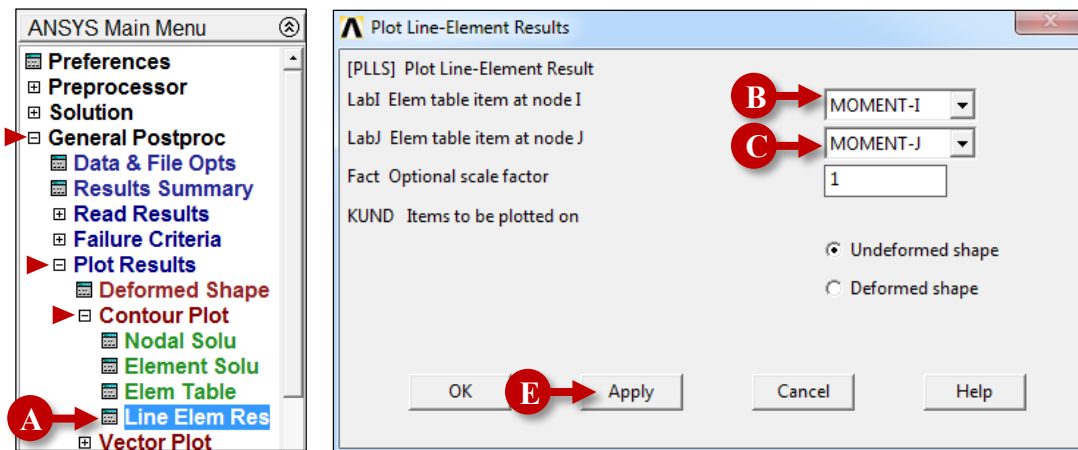 ANSYS Main Menu
Preferences
Preprocessor
Solution
General Postproc
Data & File Opts
Results Summary
Read Results
Failure Criteria
Plot Results
Deformed Shape
Contour Plot
Nodal Solu
Element Solu
Elem Table
A Line Elem Res
Vector Plot
Plot Line-Element Results
[PLLS] Plot Line-Element Result
LabI Elem table item at node I B MOMENT-I
LabJ Elem table item at node J C MOMENT-J
Fact Optional scale factor 1
KUND Items to be plotted on
Undeformed shape
Deformed shape
OK E Apply Cancel Help